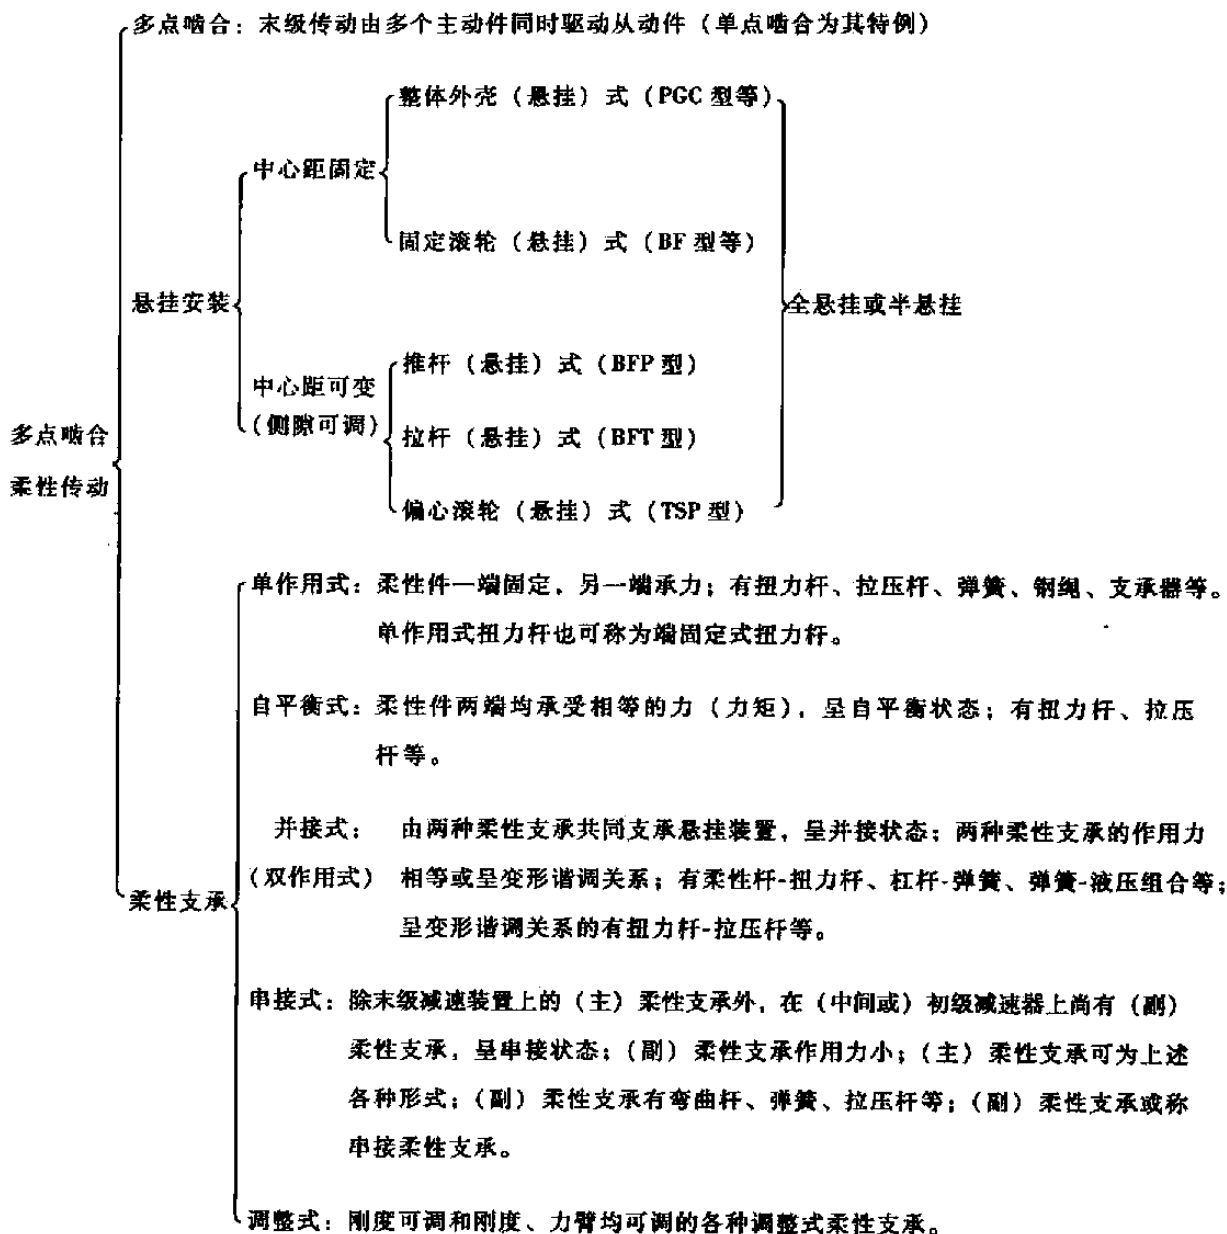 多点啮合：末级传动由多个主动件同时驱动从动件（单点啮合为其特例）
整体外壳（悬挂）式（PGC 型等）
中心距固定
固定滚轮（悬挂）式（BF 型等）
悬挂安装
全悬挂或半悬挂
推杆（悬挂）式（BFP 型）
中心距可变
（侧隙可调）
拉杆（悬挂）式（BFT 型）
多点啮合
柔性传动
偏心滚轮（悬挂）式（TSP 型）
单作用式：柔性件一端固定，另一端承力；有扭力杆、拉压杆、弹簧、钢绳、支承器等。
单作用式扭力杆也可称为端固定式扭力杆。
自平衡式：柔性件两端均承受相等的力（力矩），呈自平衡状态；有扭力杆、拉压
杆等。
并接式： 由两种柔性支承共同支承悬挂装置，呈并接状态；两种柔性支承的作用力
（双作用式） 相等或呈变形谐调关系；有柔性杆-扭力杆、杠杆-弹簧、弹簧-液压组合等；
柔性支承
呈变形谐调关系的有扭力杆-拉压杆等。
串接式：除末级减速装置上的（主）柔性支承外，在（中间或）初级减速器上尚有（副）
柔性支承，呈串接状态；（副）柔性支承作用力小；（主）柔性支承可为上述
各种形式；（副）柔性支承有弯曲杆、弹簧、拉压杆等；（副）柔性支承或称
串接柔性支承。
调整式：刚度可调和刚度、力臂均可调的各种调整式柔性支承。